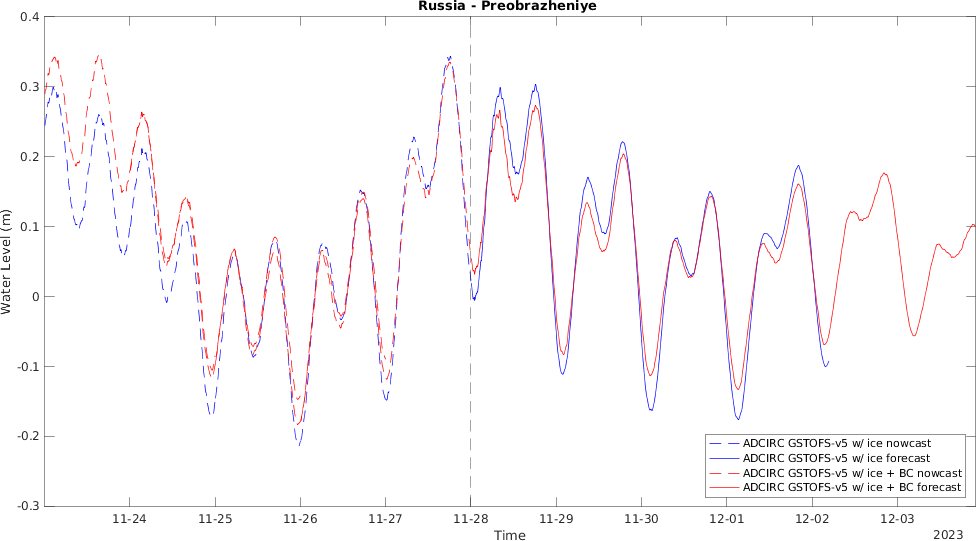 Russia - Preobrazheniye
Water Level (m)
0.4
0.3
0.2
0.1
0
-0.1
-0.2
-0.3
11-24
11-25
11-26
11-27
11-28
11-29
11-30
12-01
12-02
12-03
Time
2023
ADCIRC GSTOFS-v5 w/ ice nowcast
ADCIRC GSTOFS-v5 w/ ice forecast
ADCIRC GSTOFS-v5 w/ ice + BC nowcast
ADCIRC GSTOFS-v5 w/ ice + BC forecast